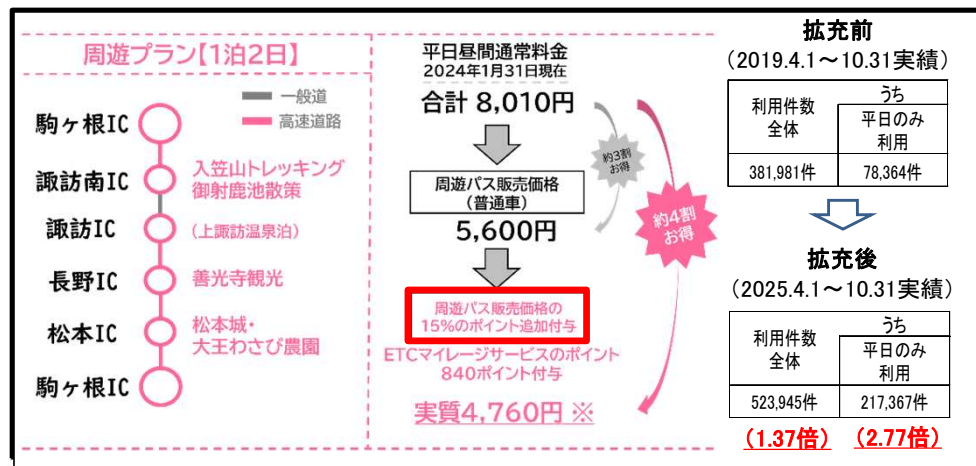 周遊プラン【1泊2日】
一般道
高速道路
駒ヶ根IC
諏訪南IC
入笠山トレッキング
御射鹿池散策
諏訪IC
(上諏訪温泉泊)
長野IC
善光寺観光
松本IC
松本城・
大王わさび農園
駒ヶ根IC
平日昼間通常料金
2024年1月31日現在
合計 8,010円
約3割
お得
周遊パス販売価格
(普通車)
5,600円
約4割
お得
周遊パス販売価格の
15%のポイント追加付与
ETCマイレージサービスのポイント
840ポイント付与
実質4,760円 ※
拡充前
(2019.4.1～10.31実績)
利用件数
全体
うち
平日のみ
利用
381,981件
78,364件
拡充後
(2025.4.1～10.31実績)
利用件数
全体
うち
平日のみ
利用
523,945件
217,367件
(1.37倍)
(2.77倍)